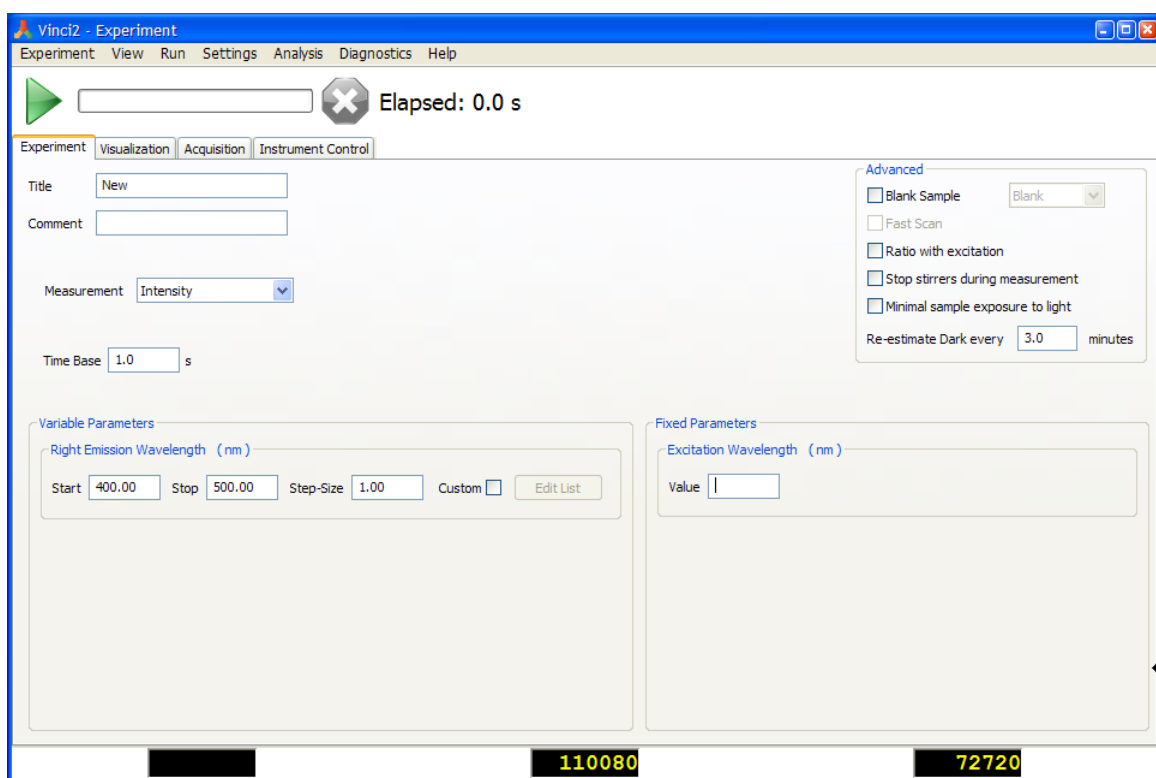 Vinci2 - Experiment
Experiment View Run Settings Analysis Diagnostics Help
Elapsed: 0.0 s
Experiment Visualization Acquisition Instrument Control
Title New
Comment
Measurement Intensity
Time Base 1.0 s
Advanced
Blank Sample Blank
Fast Scan
Ratio with excitation
Stop stirrers during measurement
Minimal sample exposure to light
Re-estimate Dark every 3.0 minutes
Variable Parameters
Right Emission Wavelength ( nm )
Start 400.00 Stop 500.00 Step-Size 1.00 Custom Edit List
Fixed Parameters
Excitation Wavelength ( nm )
Value
110080 72720